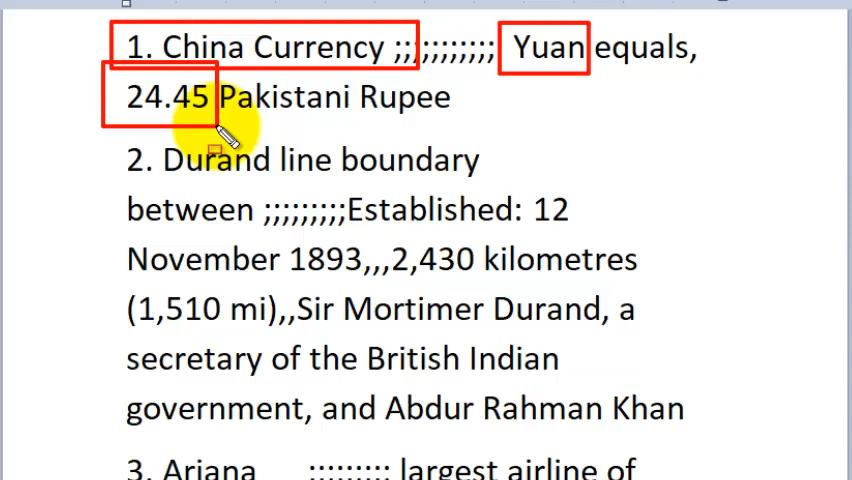 1. China Currency ;;;;;;;;;;; Yuan equals,
24.45 Pakistani Rupee
2. Durand line boundary
between ;;;;;;;;;Established: 12
November 1893,,,2,430 kilometres
(1,510 mi),,Sir Mortimer Durand, a
secretary of the British Indian
government, and Abdur Rahman Khan
3. Ariana ;;;;;;;;; largest airline of